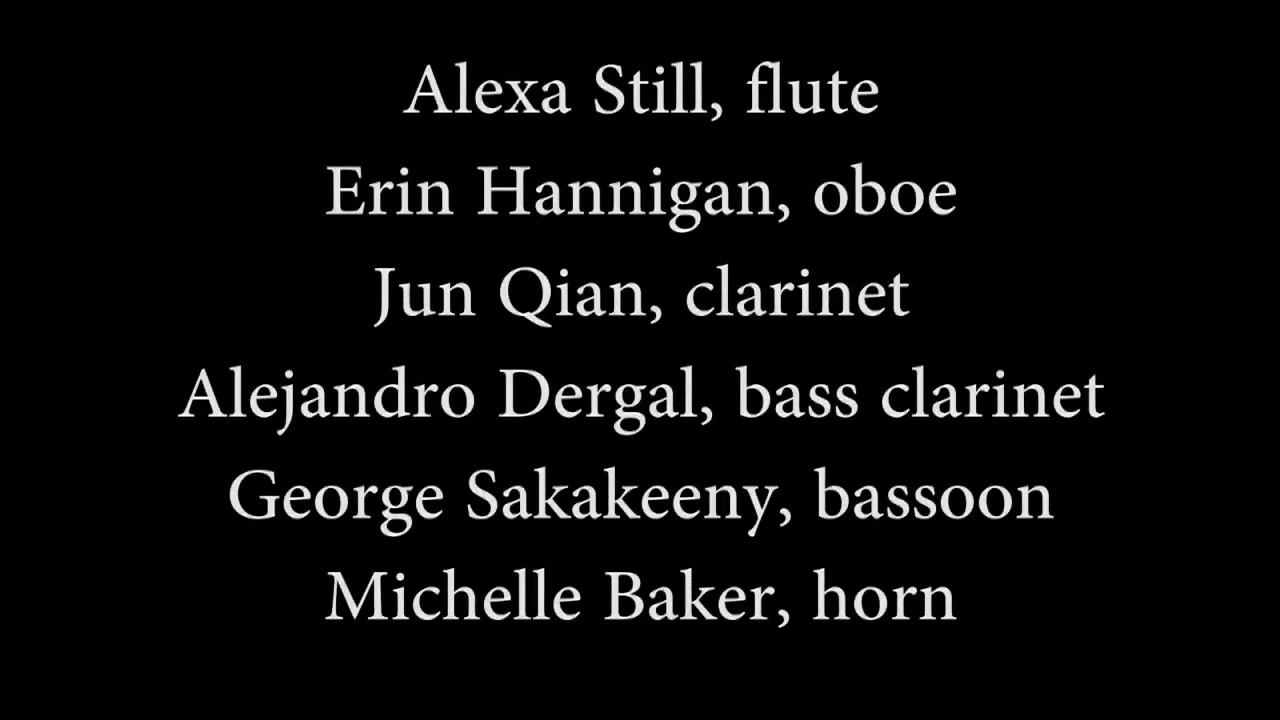 Alexa Still, flute
Erin Hannigan, oboe
Jun Qian, clarinet
Alejandro Dergal, bass clarinet
George Sakakeeny, bassoon
Michelle Baker, horn